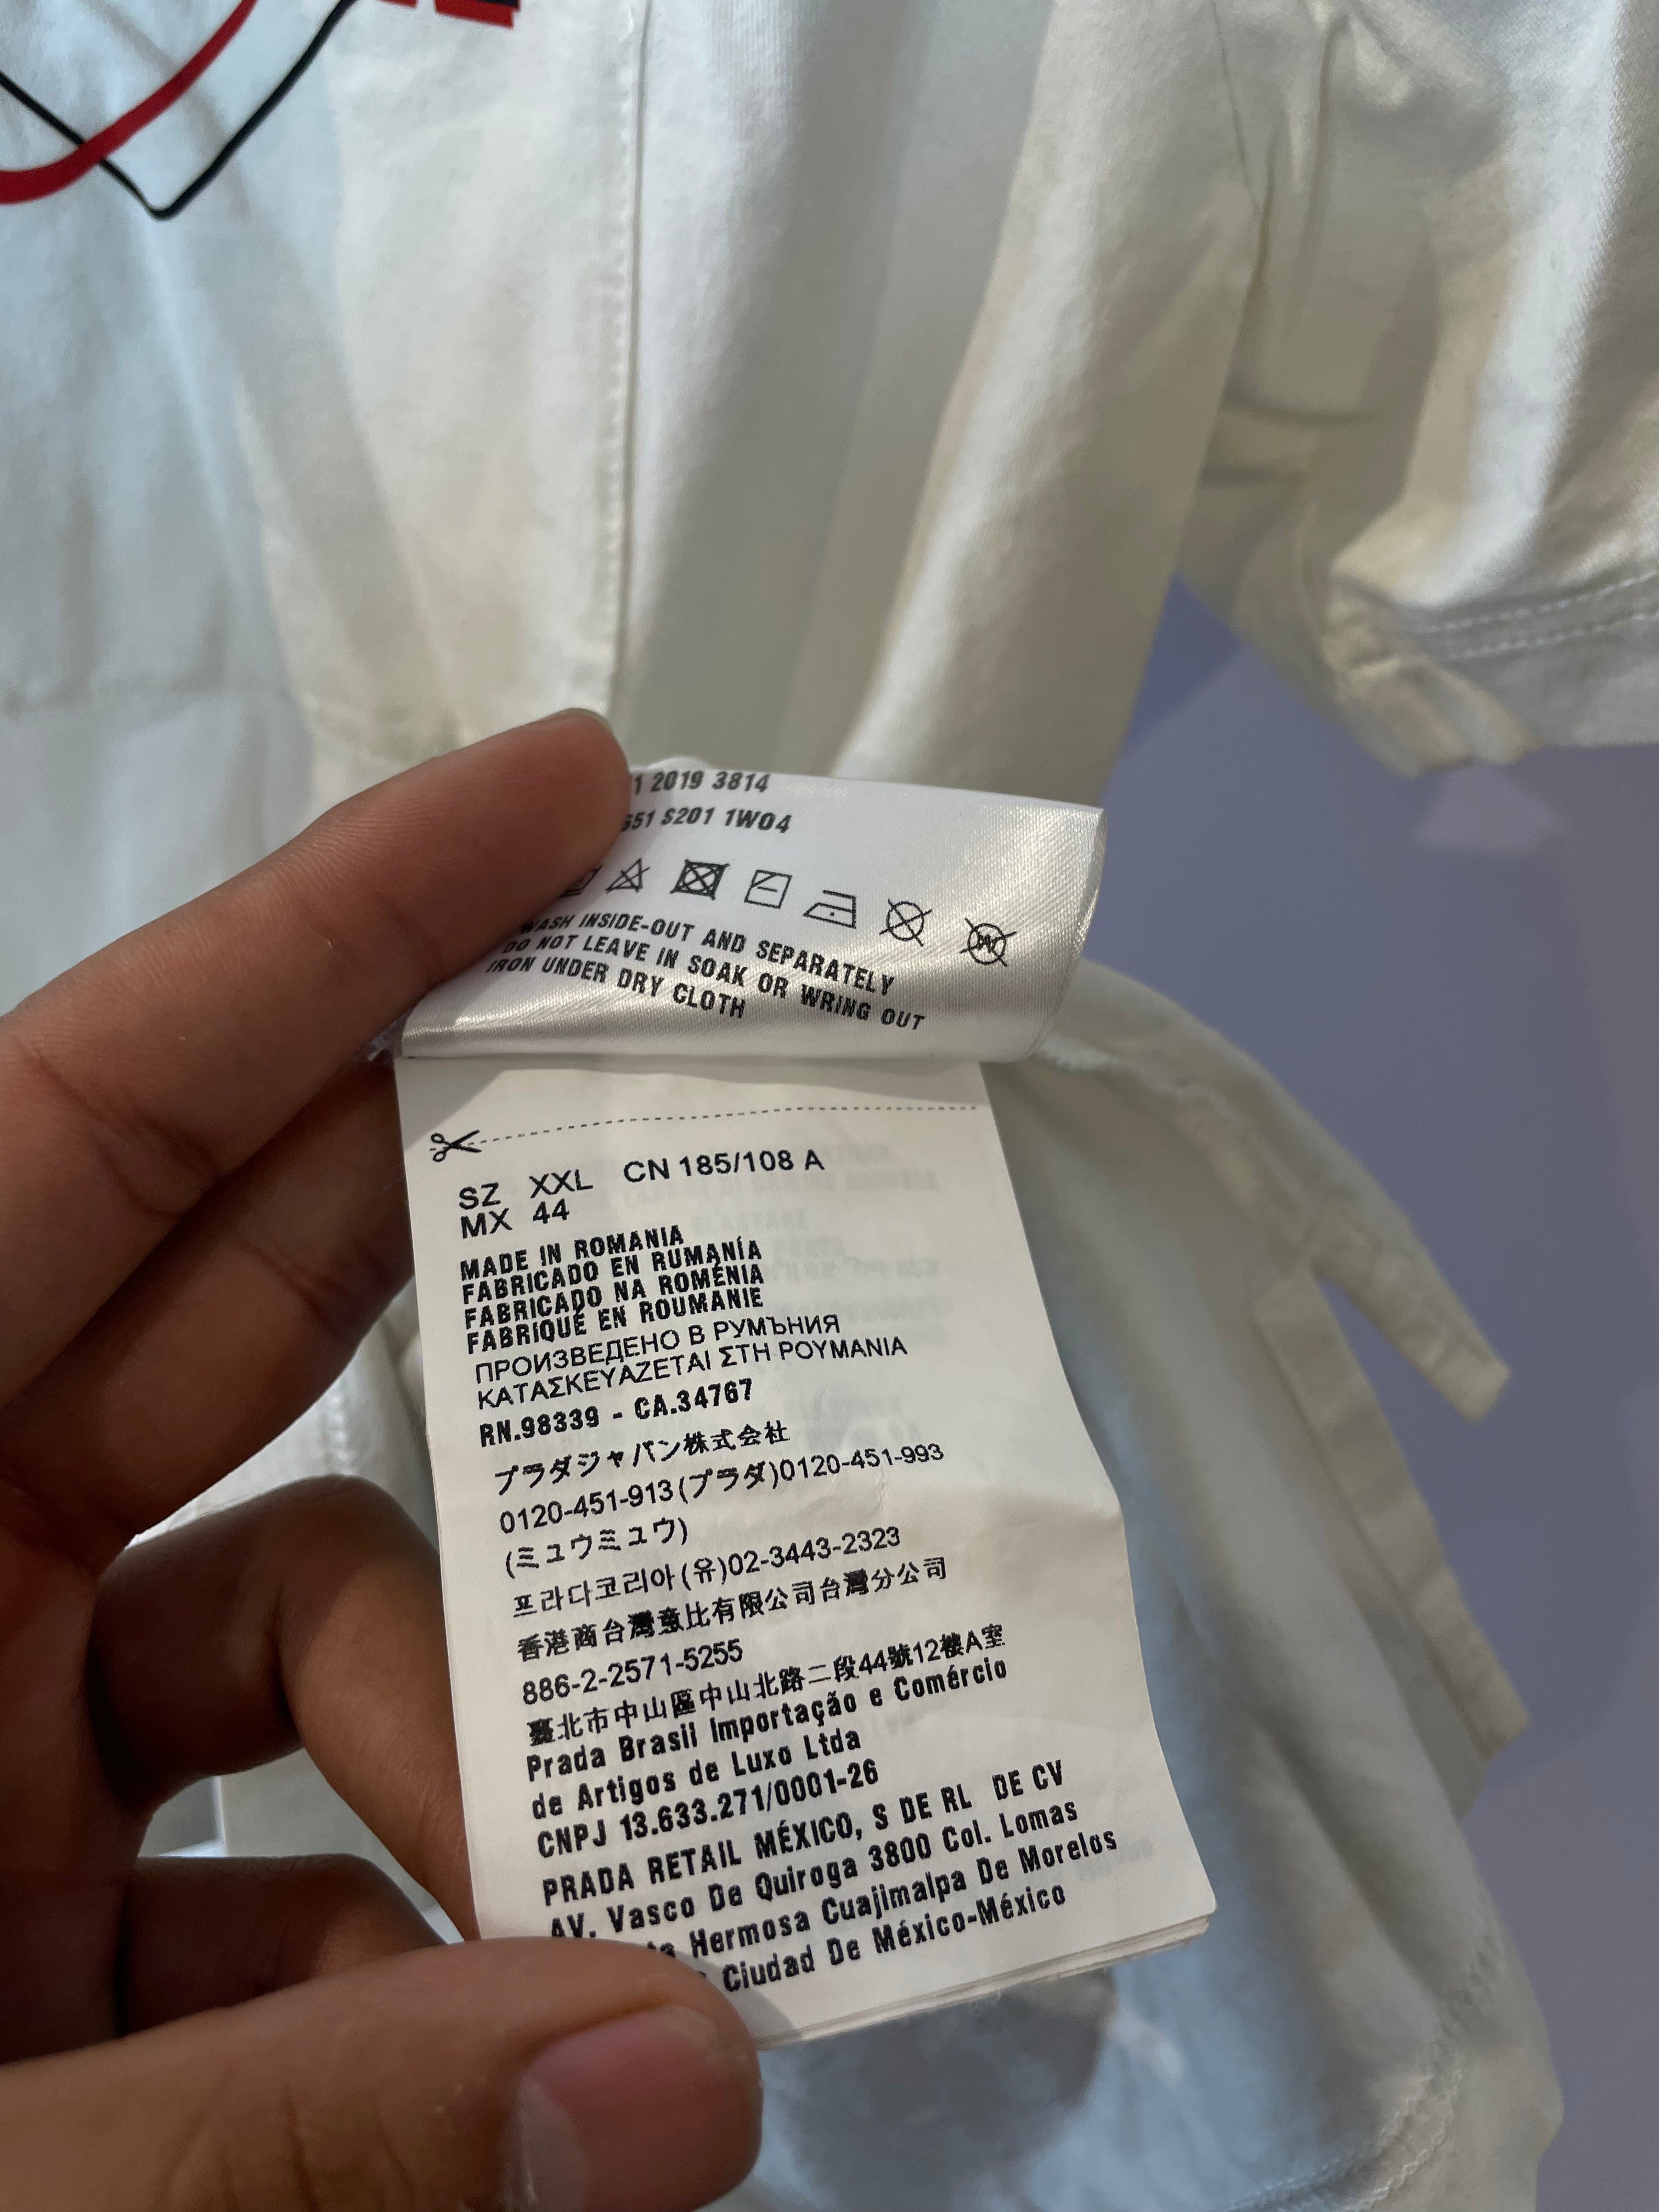 2019 3814
S201 1W04
WASH INSIDE-OUT AND SEPARATELY
DO NOT LEAVE IN SOAK OR WRING OUT
IRON UNDER DRY CLOTH
SZ XXL CN 185/108 A
MX 44
MADE IN ROMANIA
FABRICADO EN RUMANÍA
FABRICADO NA ROMÉNIA
FABRIQUÉ EN ROUMANIE
ПРОИЗВЕДЕНО В РУМЪНИЯ
ΚΑΤΑΣΚΕΥΑΖΕΤΑΙ ΣΤΗ ΡΟΥΜΑΝΙΑ
RN.98339 - CA.34767
プラダジャパン株式会社
0120-451-913(プラダ)0120-451-993
(ミュウミュウ)
프라다코리아(유)02-3443-2323
香港商台灣意比有限公司台灣分公司
886-2-2571-5255
臺北市中山區中山北路二段44號12樓A室
Prada Brasil Importação e Comércio
de Artigos de Luxo Ltda
CNPJ 13.633.271/0001-26
PRADA RETAIL MÉXICO, S DE RL DE CV
AV. Vasco De Quiroga 3800 Col. Lomas
Hermosa Cuajimalpa De Morelos
Ciudad De México-México